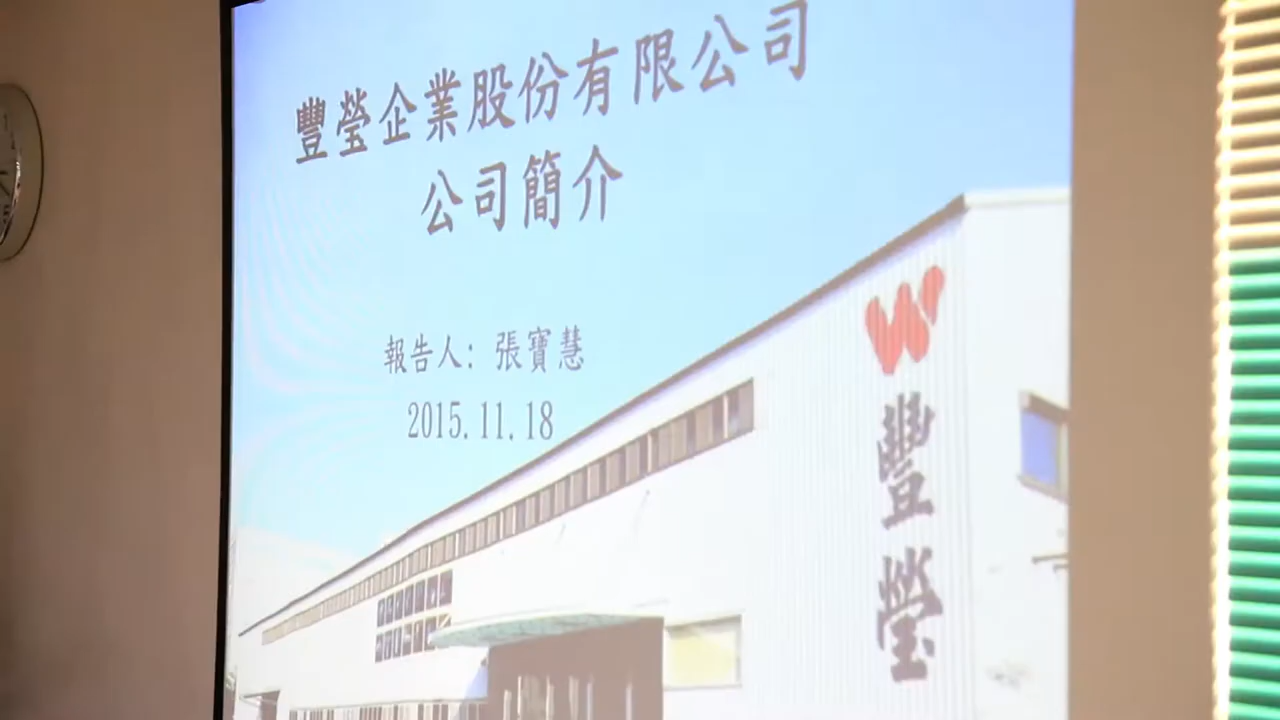 豐瑩企業股份有限公司
公司簡介
報告人: 張寶慧
2015.11.18
豐瑩